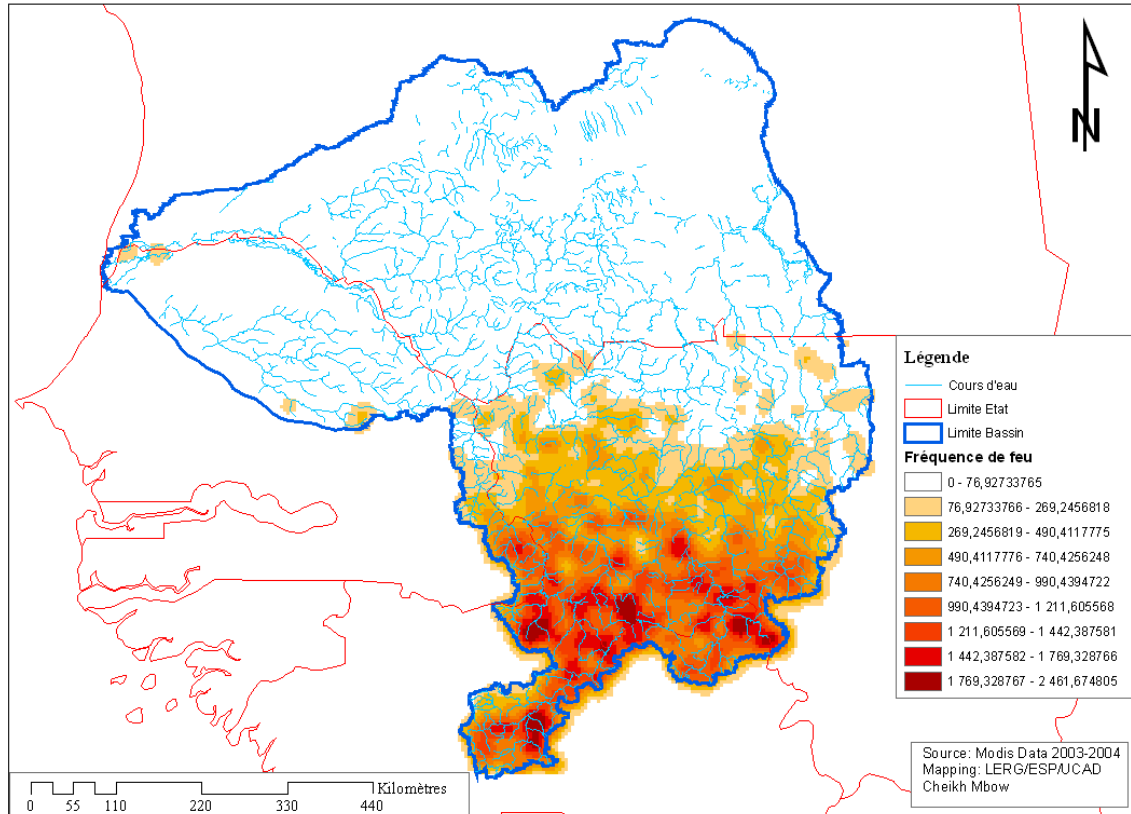 N
Légende
Cours d'eau
Limite Etat
Limite Bassin
Fréquence de feu
0 - 76,92733765
76,92733766 - 269,2456818
269,2456819 - 490,4117775
490,4117776 - 740,4256248
740,4256249 - 990,4394722
990,4394723 - 1 211,605568
1 211,605569 - 1 442,387581
1 442,387582 - 1 769,328766
1 769,328767 - 2 461,674805
Source: Modis Data 2003-2004
Mapping: LERG/ESP/UCAD
Cheikh Mbow
Kilomètres
0 55 110 220 330 440